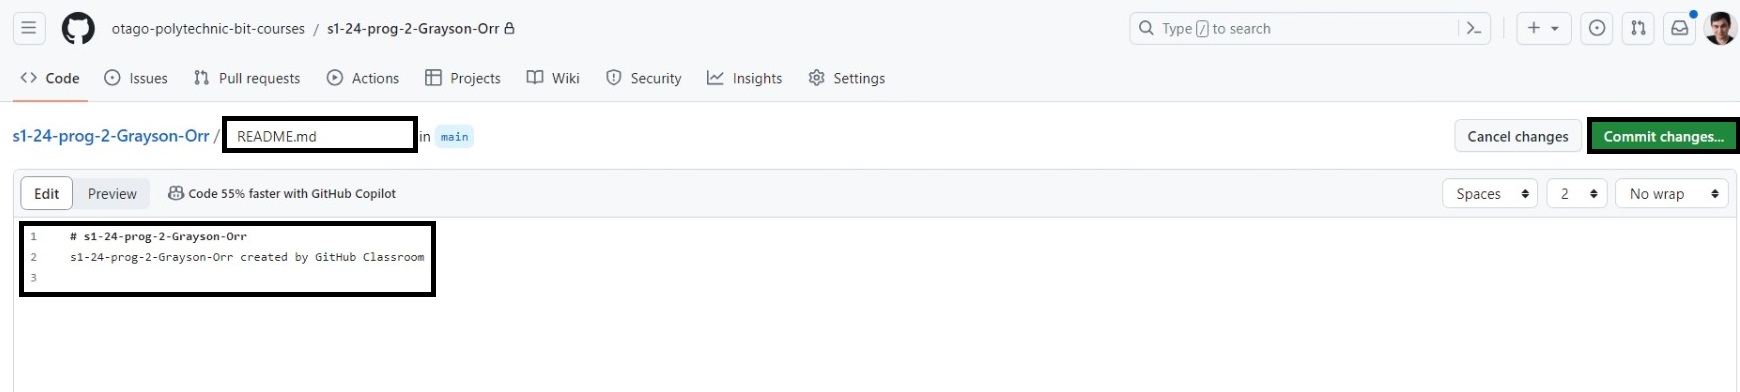 otago-polytechnic-bit-courses / s1-24-prog-2-Grayson-Orr
Type / to search
Code Issues Pull requests Actions Projects Wiki Security Insights Settings
s1-24-prog-2-Grayson-Orr / README.md in main
Cancel changes Commit changes...
Edit Preview Code 55% faster with GitHub Copilot
Spaces 2 No wrap
1 # s1-24-prog-2-Grayson-Orr
2 s1-24-prog-2-Grayson-Orr created by GitHub Classroom
3